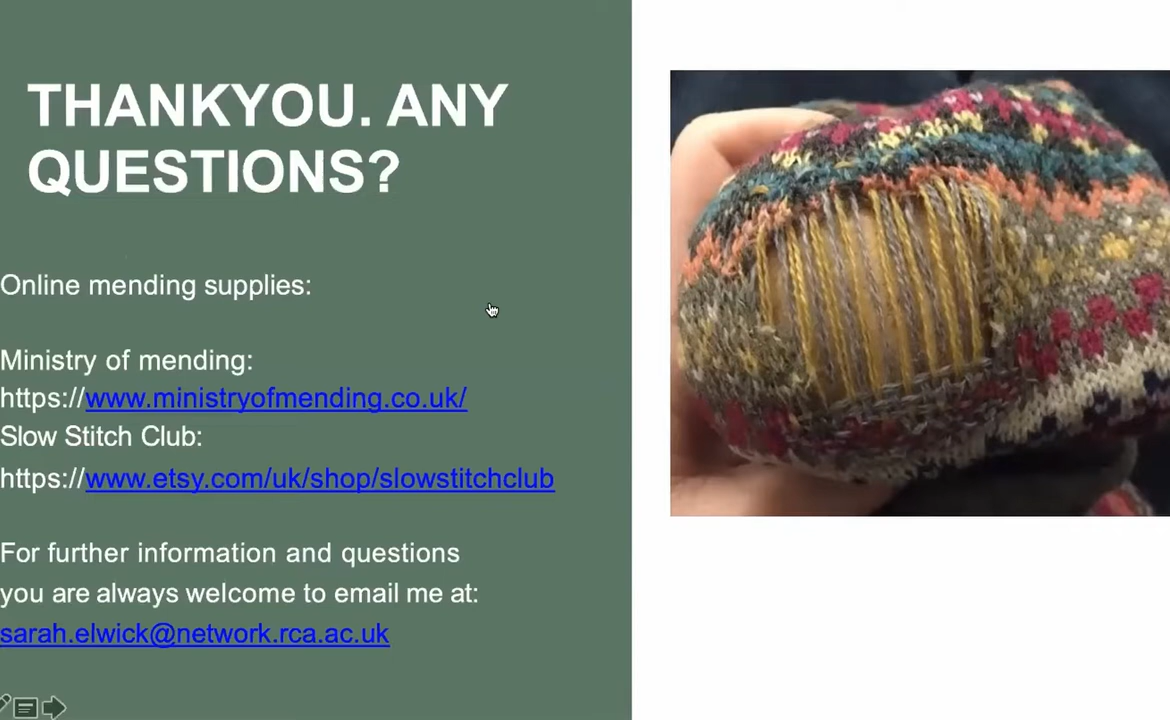 THANKYOU. ANY
QUESTIONS?
Online mending supplies:
Ministry of mending:
https://www.ministryofmending.co.uk/
Slow Stitch Club:
https://www.etsy.com/uk/shop/slowstitchclub
For further information and questions
you are always welcome to email me at:
sarah.elwick@network.rca.ac.uk